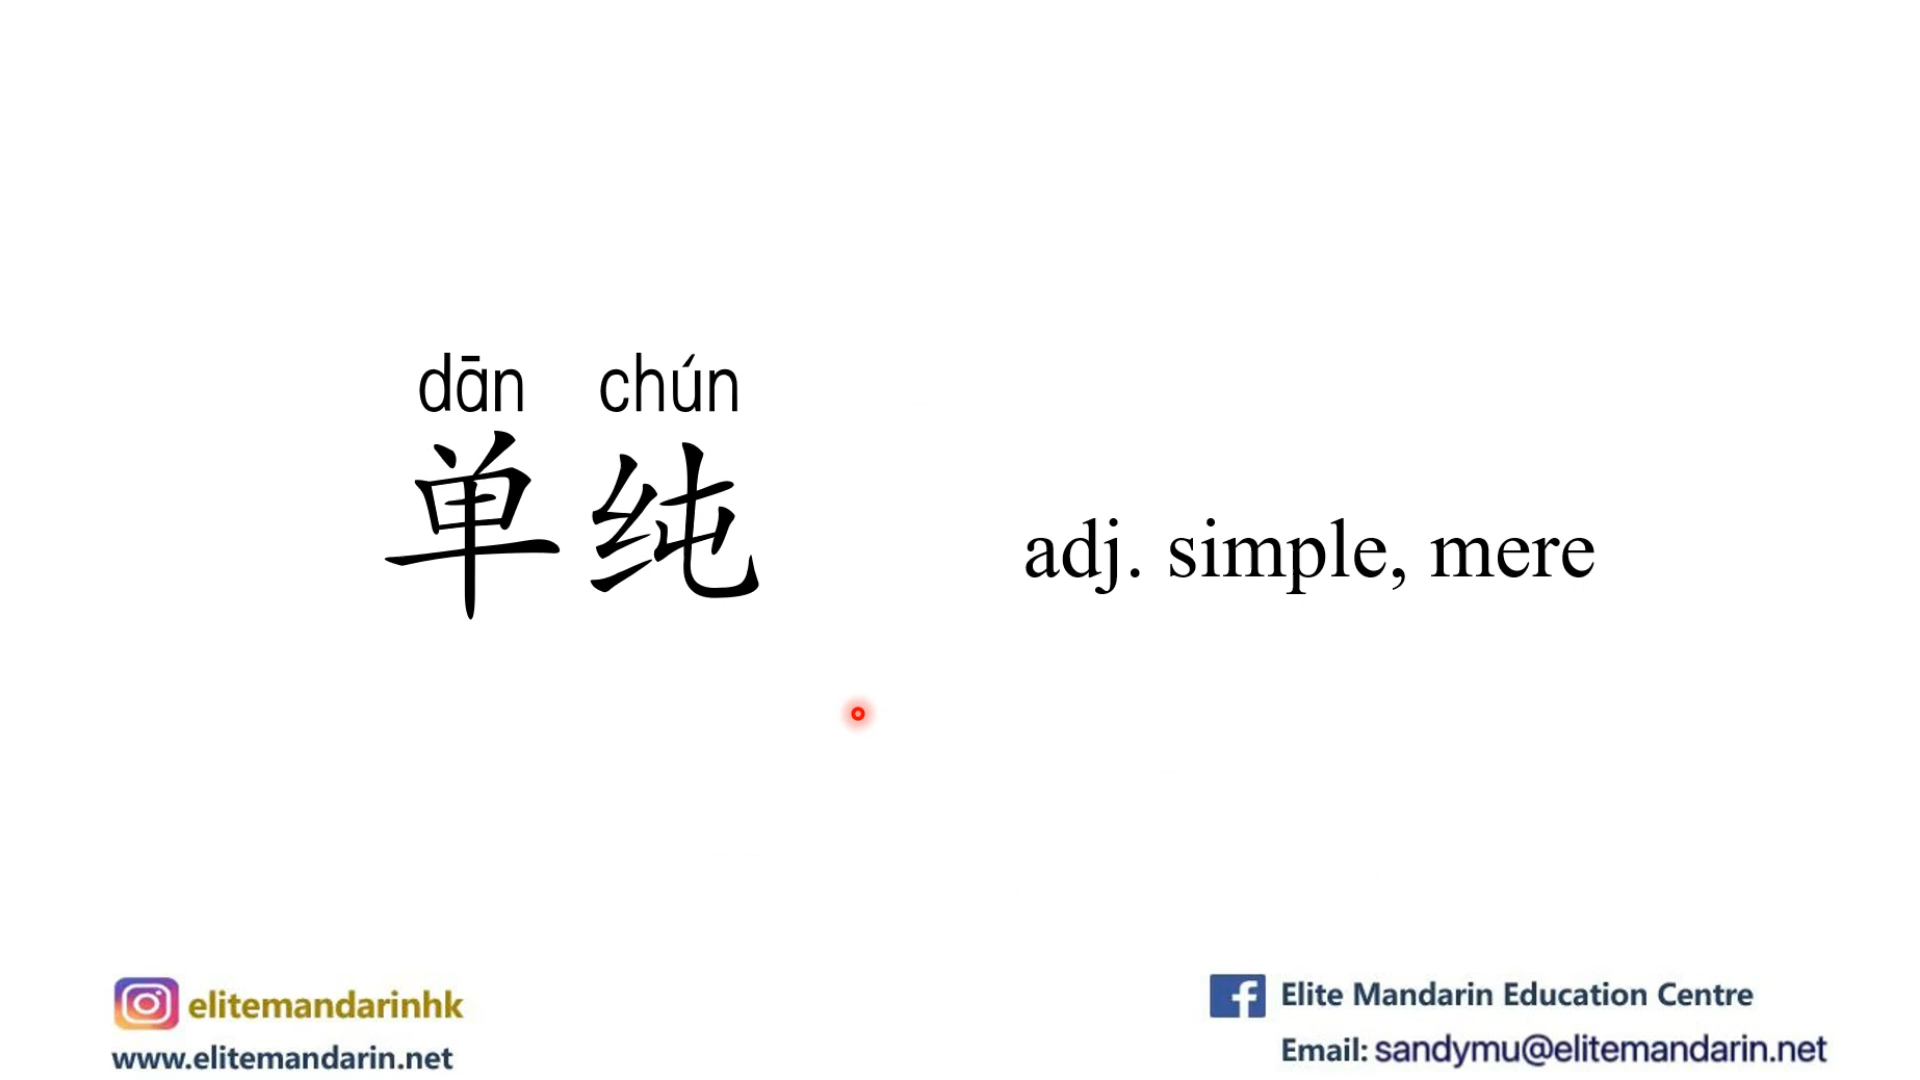 dān chún
单纯
adj. simple, mere
elitemandarinhk
www.elitemandarin.net
Elite Mandarin Education Centre
Email: sandymu@elitemandarin.net